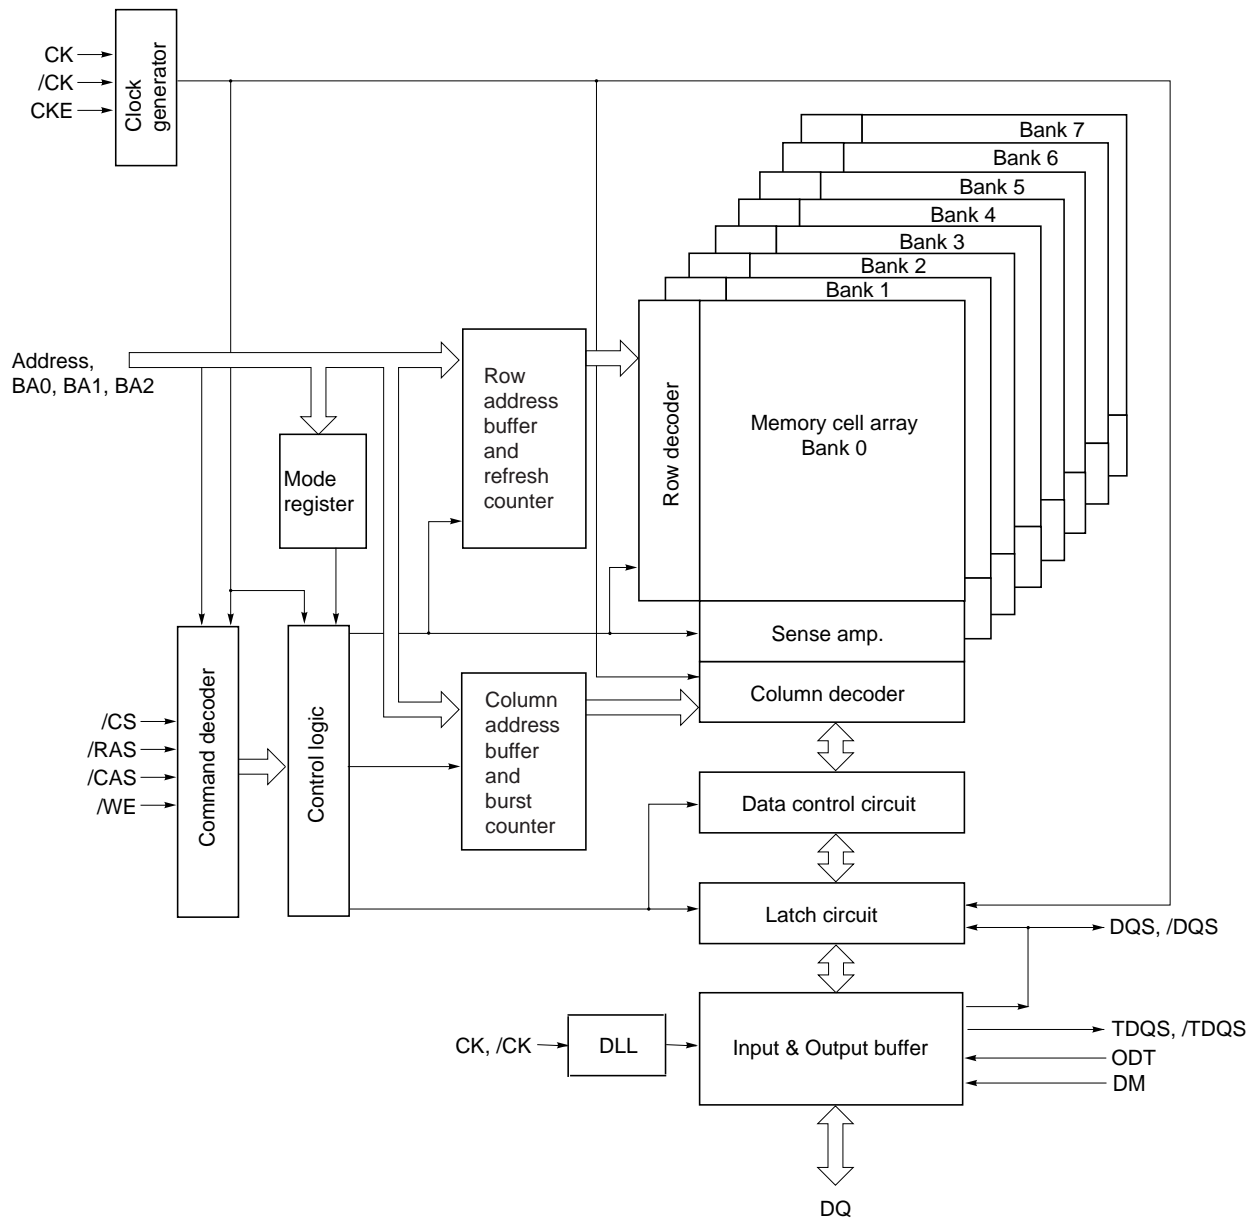 CK
/CK
CKE
Clock
generator
Bank 7
Bank 6
Bank 5
Bank 4
Bank 3
Bank 2
Bank 1
Address,
BA0, BA1, BA2
Mode
register
Row
address
buffer
and
refresh
counter
Row decoder
Memory cell array
Bank 0
Sense amp.
Column decoder
/CS
/RAS
/CAS
/WE
Command decoder
Control logic
Column
address
buffer
and
burst
counter
Data control circuit
Latch circuit
DQS, /DQS
CK, /CK
DLL
Input & Output buffer
TDQS, /TDQS
ODT
DM
DQ